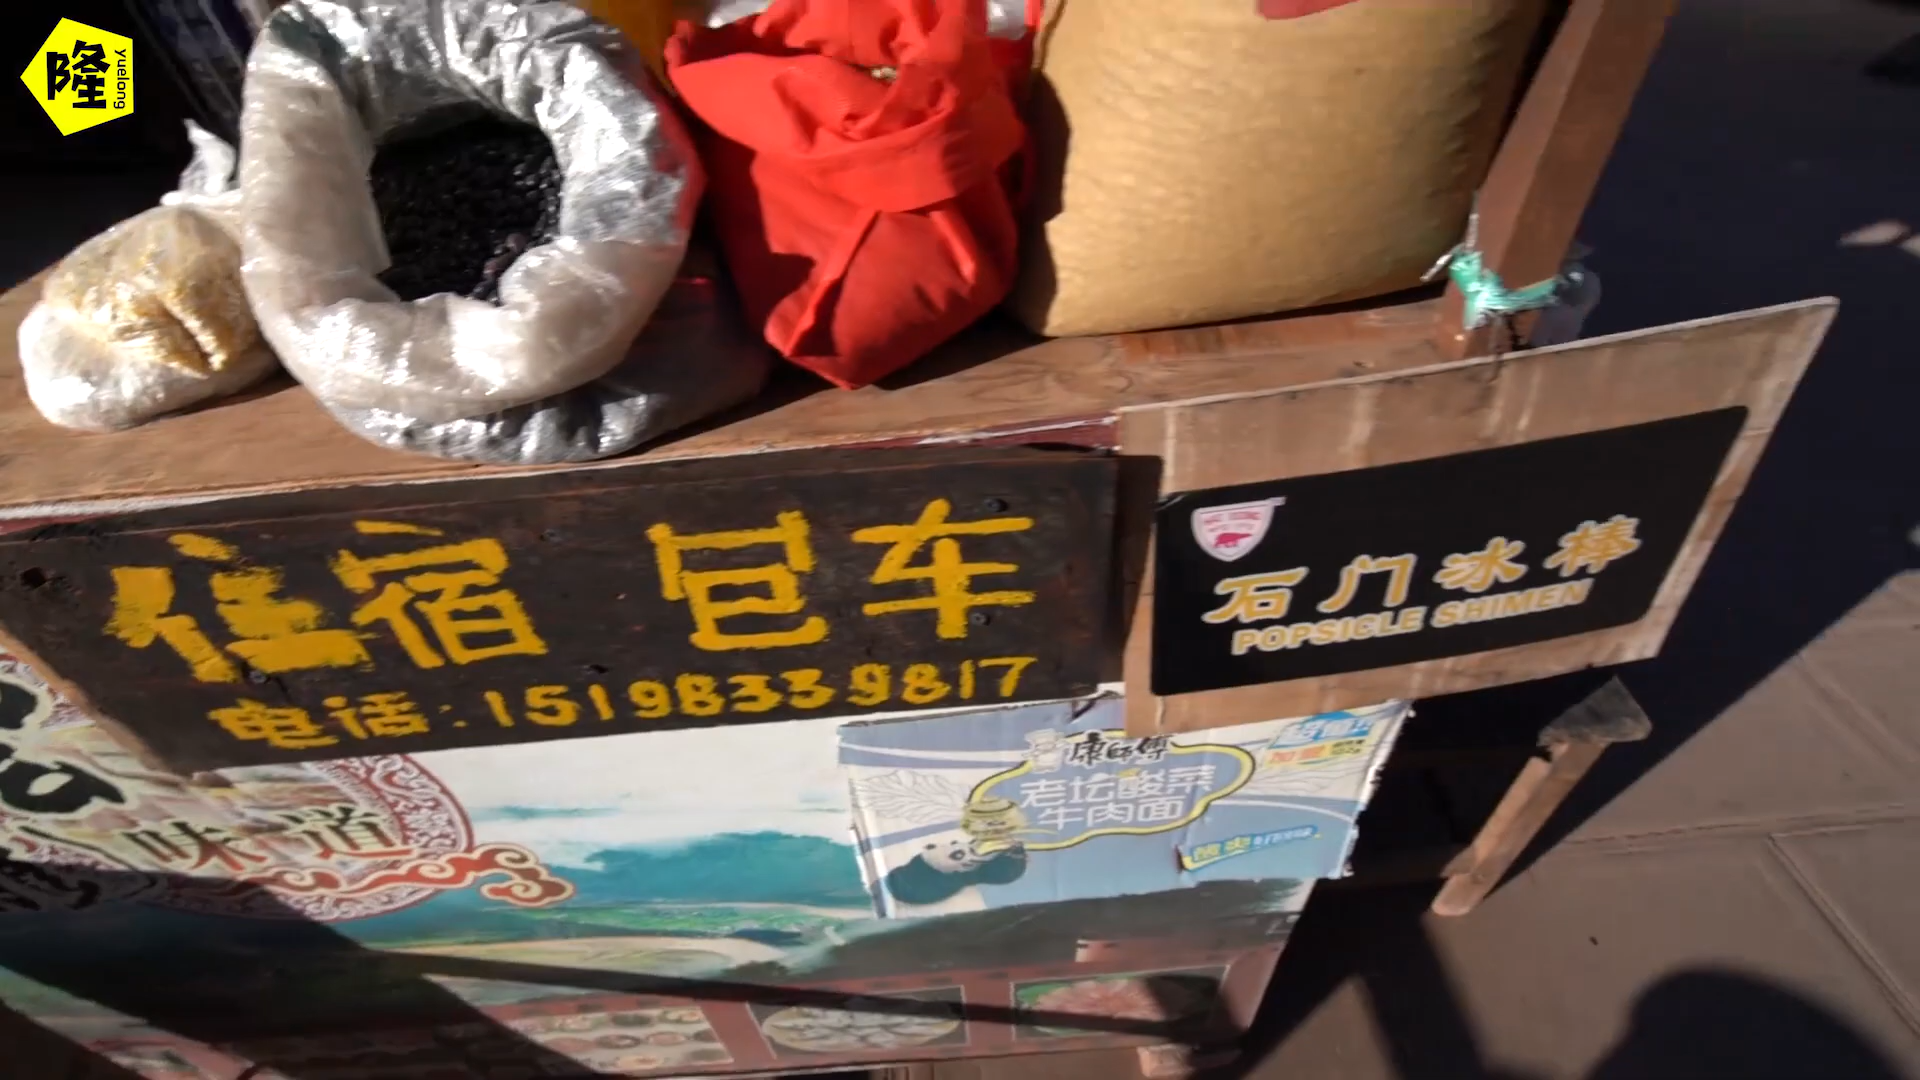 隆
yuelong
住宿 包车
电话:15198339817
石门冰棒
POPSICLE SHIMEN
康师傅
老坛酸菜
牛肉面
味道